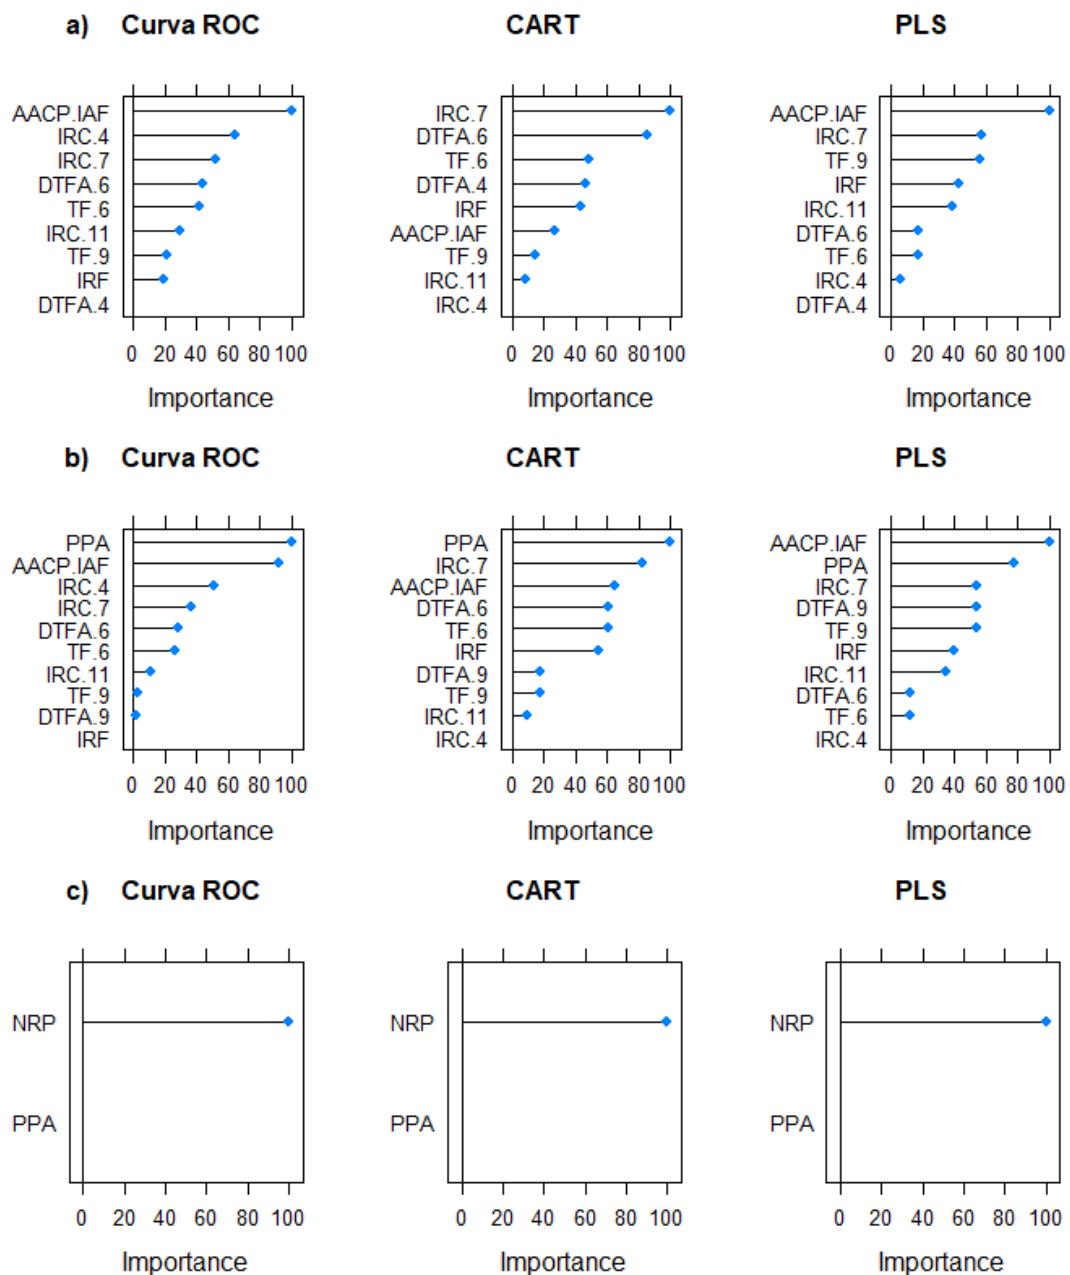 a) Curva ROC CART PLS
AACP.IAF
IRC.4
IRC.7
DTFA.6
TF.6
IRC.11
TF.9
IRF
DTFA.4
0 20 40 60 80 100
Importance
IRC.7
DTFA.6
TF.6
DTFA.4
IRF
AACP.IAF
TF.9
IRC.11
IRC.4
0 20 40 60 80 100
Importance
AACP.IAF
IRC.7
TF.9
IRF
IRC.11
DTFA.6
TF.6
IRC.4
DTFA.4
0 20 40 60 80 100
Importance
b) Curva ROC CART PLS
PPA
AACP.IAF
IRC.4
IRC.7
DTFA.6
TF.6
IRC.11
TF.9
DTFA.9
IRF
0 20 40 60 80 100
Importance
PPA
IRC.7
AACP.IAF
DTFA.6
TF.6
IRF
DTFA.9
TF.9
IRC.11
IRC.4
0 20 40 60 80 100
Importance
AACP.IAF
PPA
IRC.7
DTFA.9
TF.9
IRF
IRC.11
DTFA.6
TF.6
IRC.4
0 20 40 60 80 100
Importance
c) Curva ROC CART PLS
NRP
PPA
0 20 40 60 80 100
Importance
NRP
PPA
0 20 40 60 80 100
Importance
NRP
PPA
0 20 40 60 80 100
Importance